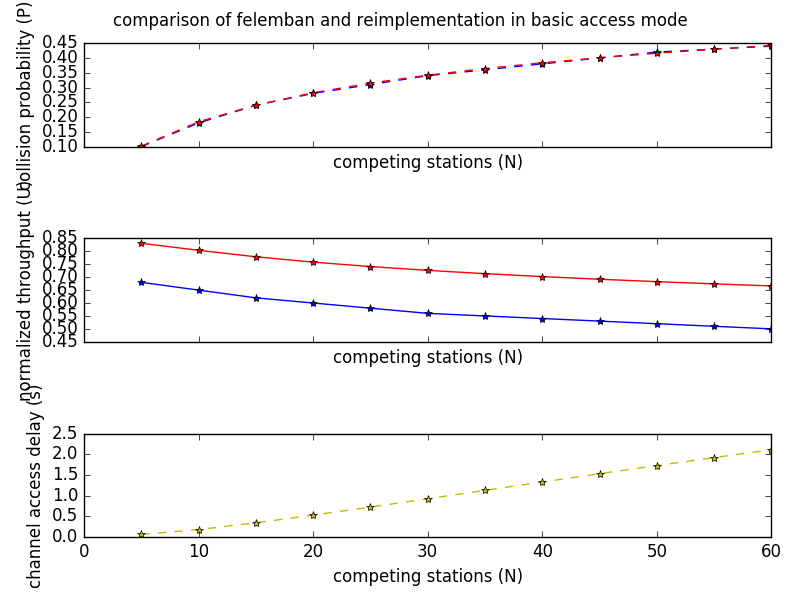 comparison of felemban and reimplementation in basic access mode
collision probability (P)
0.45
0.40
0.35
0.30
0.25
0.20
0.15
0.10
competing stations (N)
normalized throughput (U)
0.85
0.80
0.75
0.70
0.65
0.60
0.55
0.50
0.45
competing stations (N)
channel access delay (s)
2.5
2.0
1.5
1.0
0.5
0.0
0 10 20 30 40 50 60
competing stations (N)